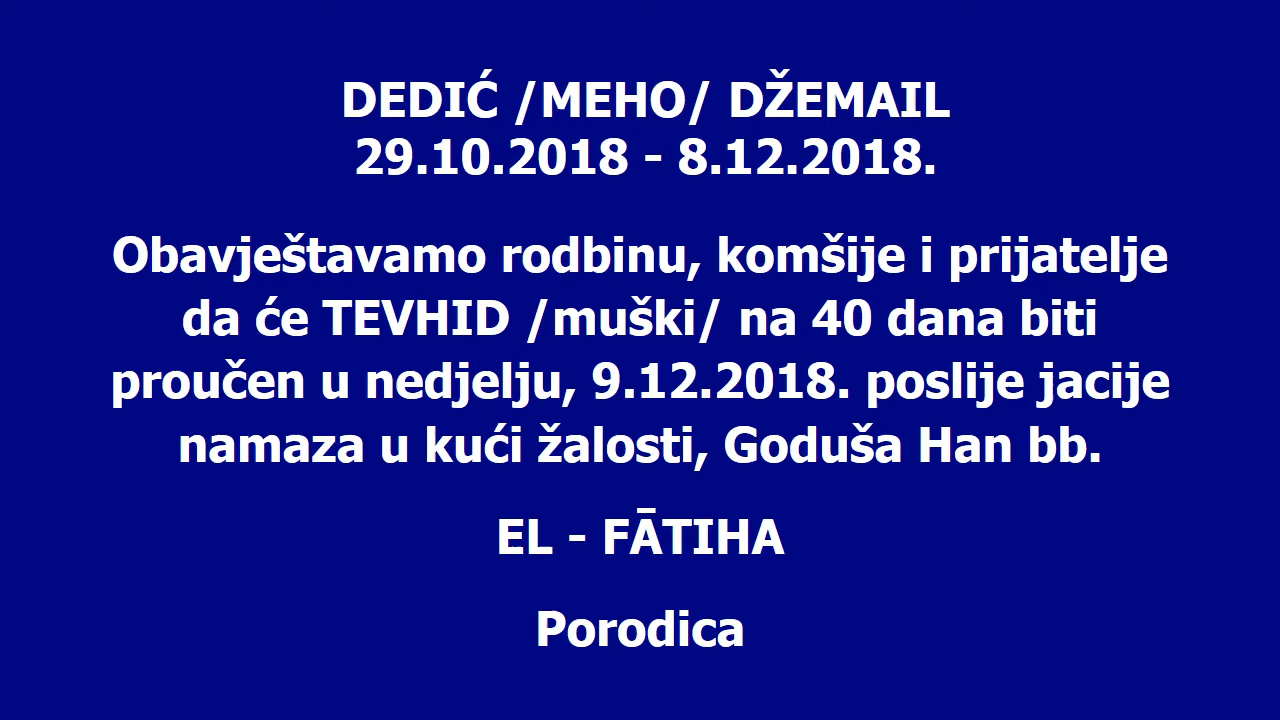 DEDIĆ /MEHO/ DŽEMAIL
29.10.2018 - 8.12.2018.
Obavještavamo rodbinu, komšije i prijatelje
da će TEVHID /muški/ na 40 dana biti
proučen u nedjelju, 9.12.2018. poslije jacije
namaza u kući žalosti, Goduša Han bb.
EL - FĀTIHA
Porodica